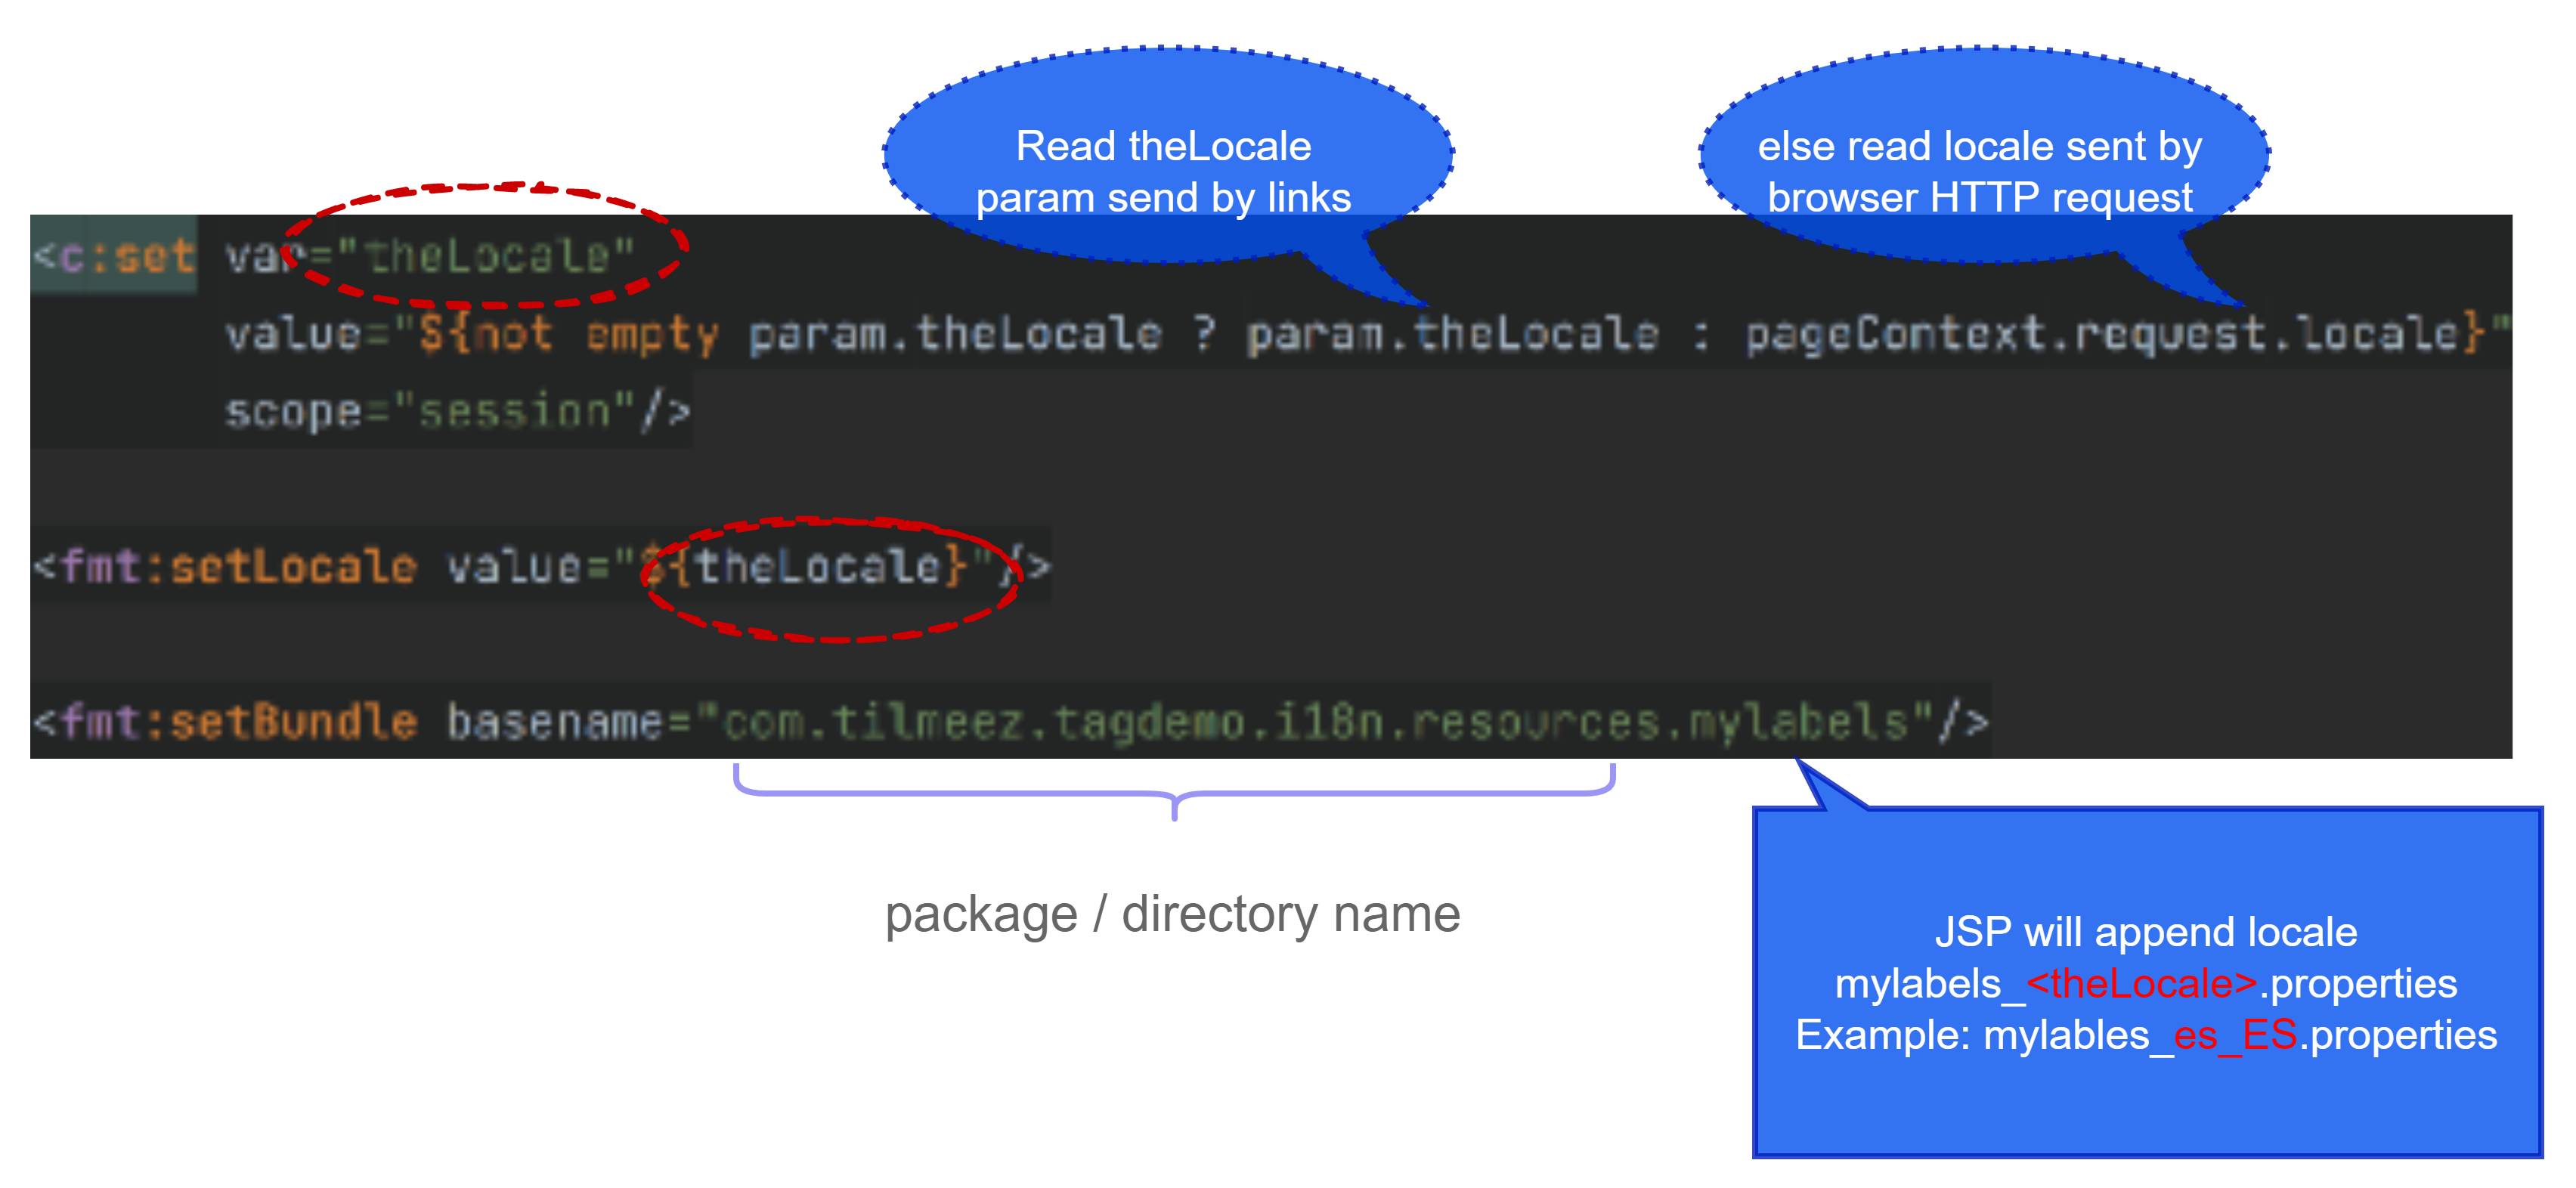 Read theLocale
param send by links
else read locale sent by
browser HTTP request
<c:set var="theLocale"
value="${not empty param.theLocale ? param.theLocale : pageContext.request.locale}"
scope="session"/>
<fmt:setLocale value="${theLocale}"/>
<fmt:setBundle basename="com.tilmeez.tagdemo.i18n.resources.mylabels"/>
package / directory name
JSP will append locale
mylabels_<theLocale>.properties
Example: mylables_es_ES.properties